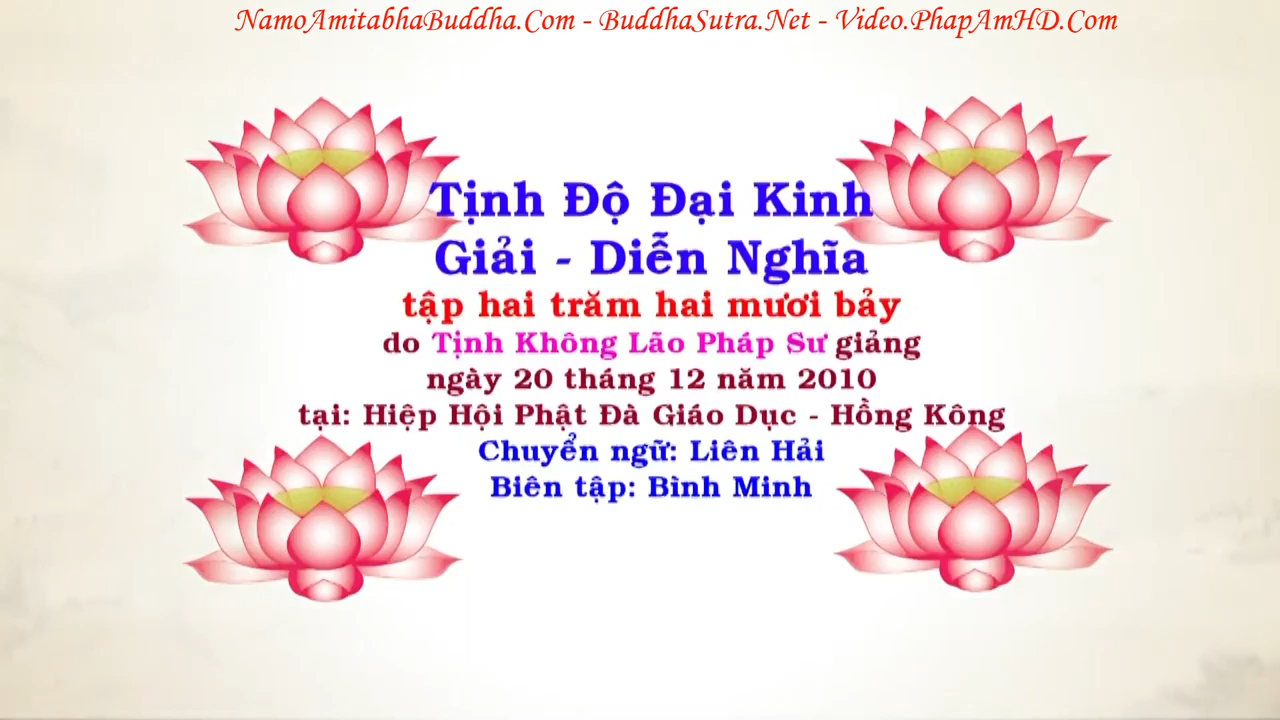 NamoAmitabhaBuddha.Com - BuddhaSutra.Net - Video.PhapAmHD.Com
Tịnh Độ Đại Kinh
Giải - Diễn Nghĩa
tập hai trăm hai mươi bảy
do Tịnh Không Lão Pháp Sư giảng
ngày 20 tháng 12 năm 2010
tại: Hiệp Hội Phật Đà Giáo Dục - Hồng Kông
Chuyển ngữ: Liên Hải
Biên tập: Bình Minh